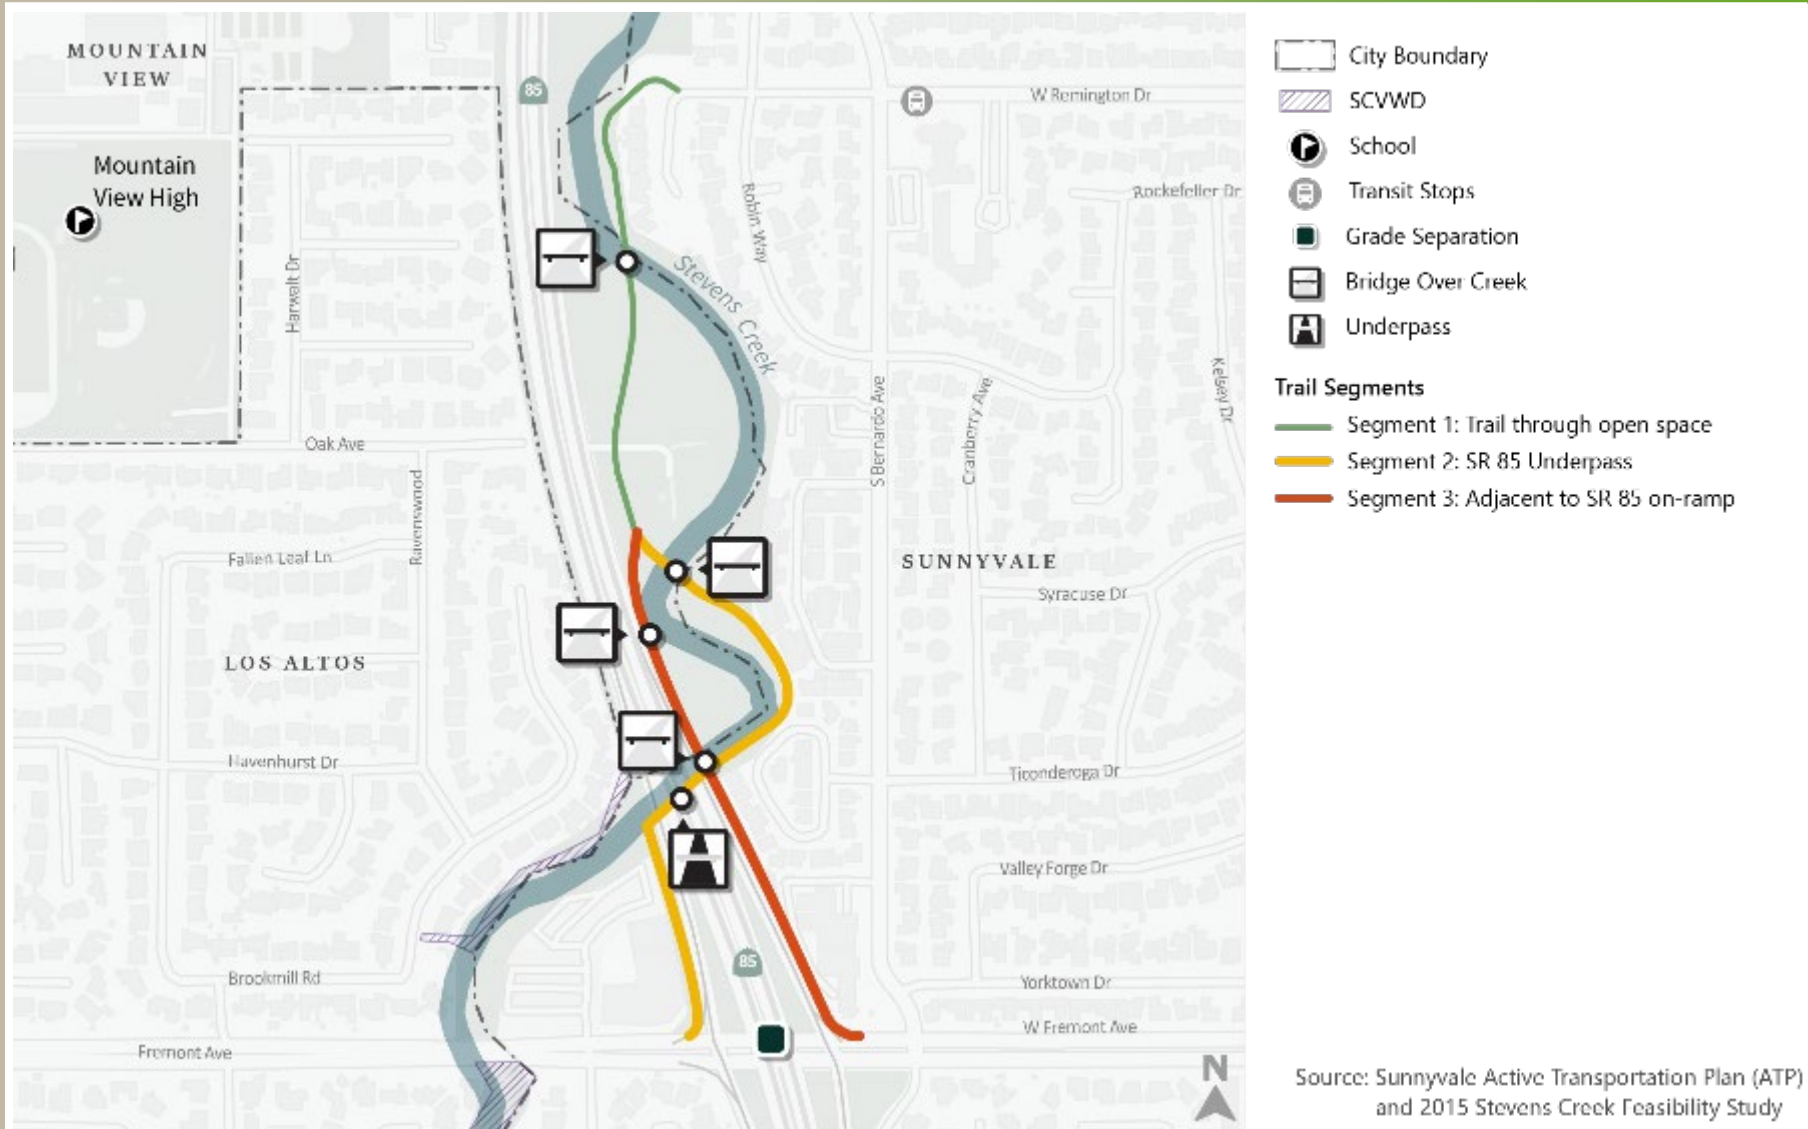 MOUNTAIN
VIEW
85
W Remington Dr
Mountain
View High
Rockefeller Dr
Robin Way
Harwalt Dr
Stevens Creek
Kelsey Dr
S Bernardo Ave
Cranberry Ave
Oak Ave
Ravenswood
Fallen Leaf Ln
SUNNYVALE
Syracuse Dr
LOS ALTOS
Havenhurst Dr
Ticonderoga Dr
Valley Forge Dr
85
Brookmill Rd
Yorktown Dr
W Fremont Ave
Fremont Ave
N
City Boundary
SCVWD
School
Transit Stops
Grade Separation
Bridge Over Creek
Underpass
Trail Segments
Segment 1: Trail through open space
Segment 2: SR 85 Underpass
Segment 3: Adjacent to SR 85 on-ramp
Source: Sunnyvale Active Transportation Plan (ATP)
and 2015 Stevens Creek Feasibility Study